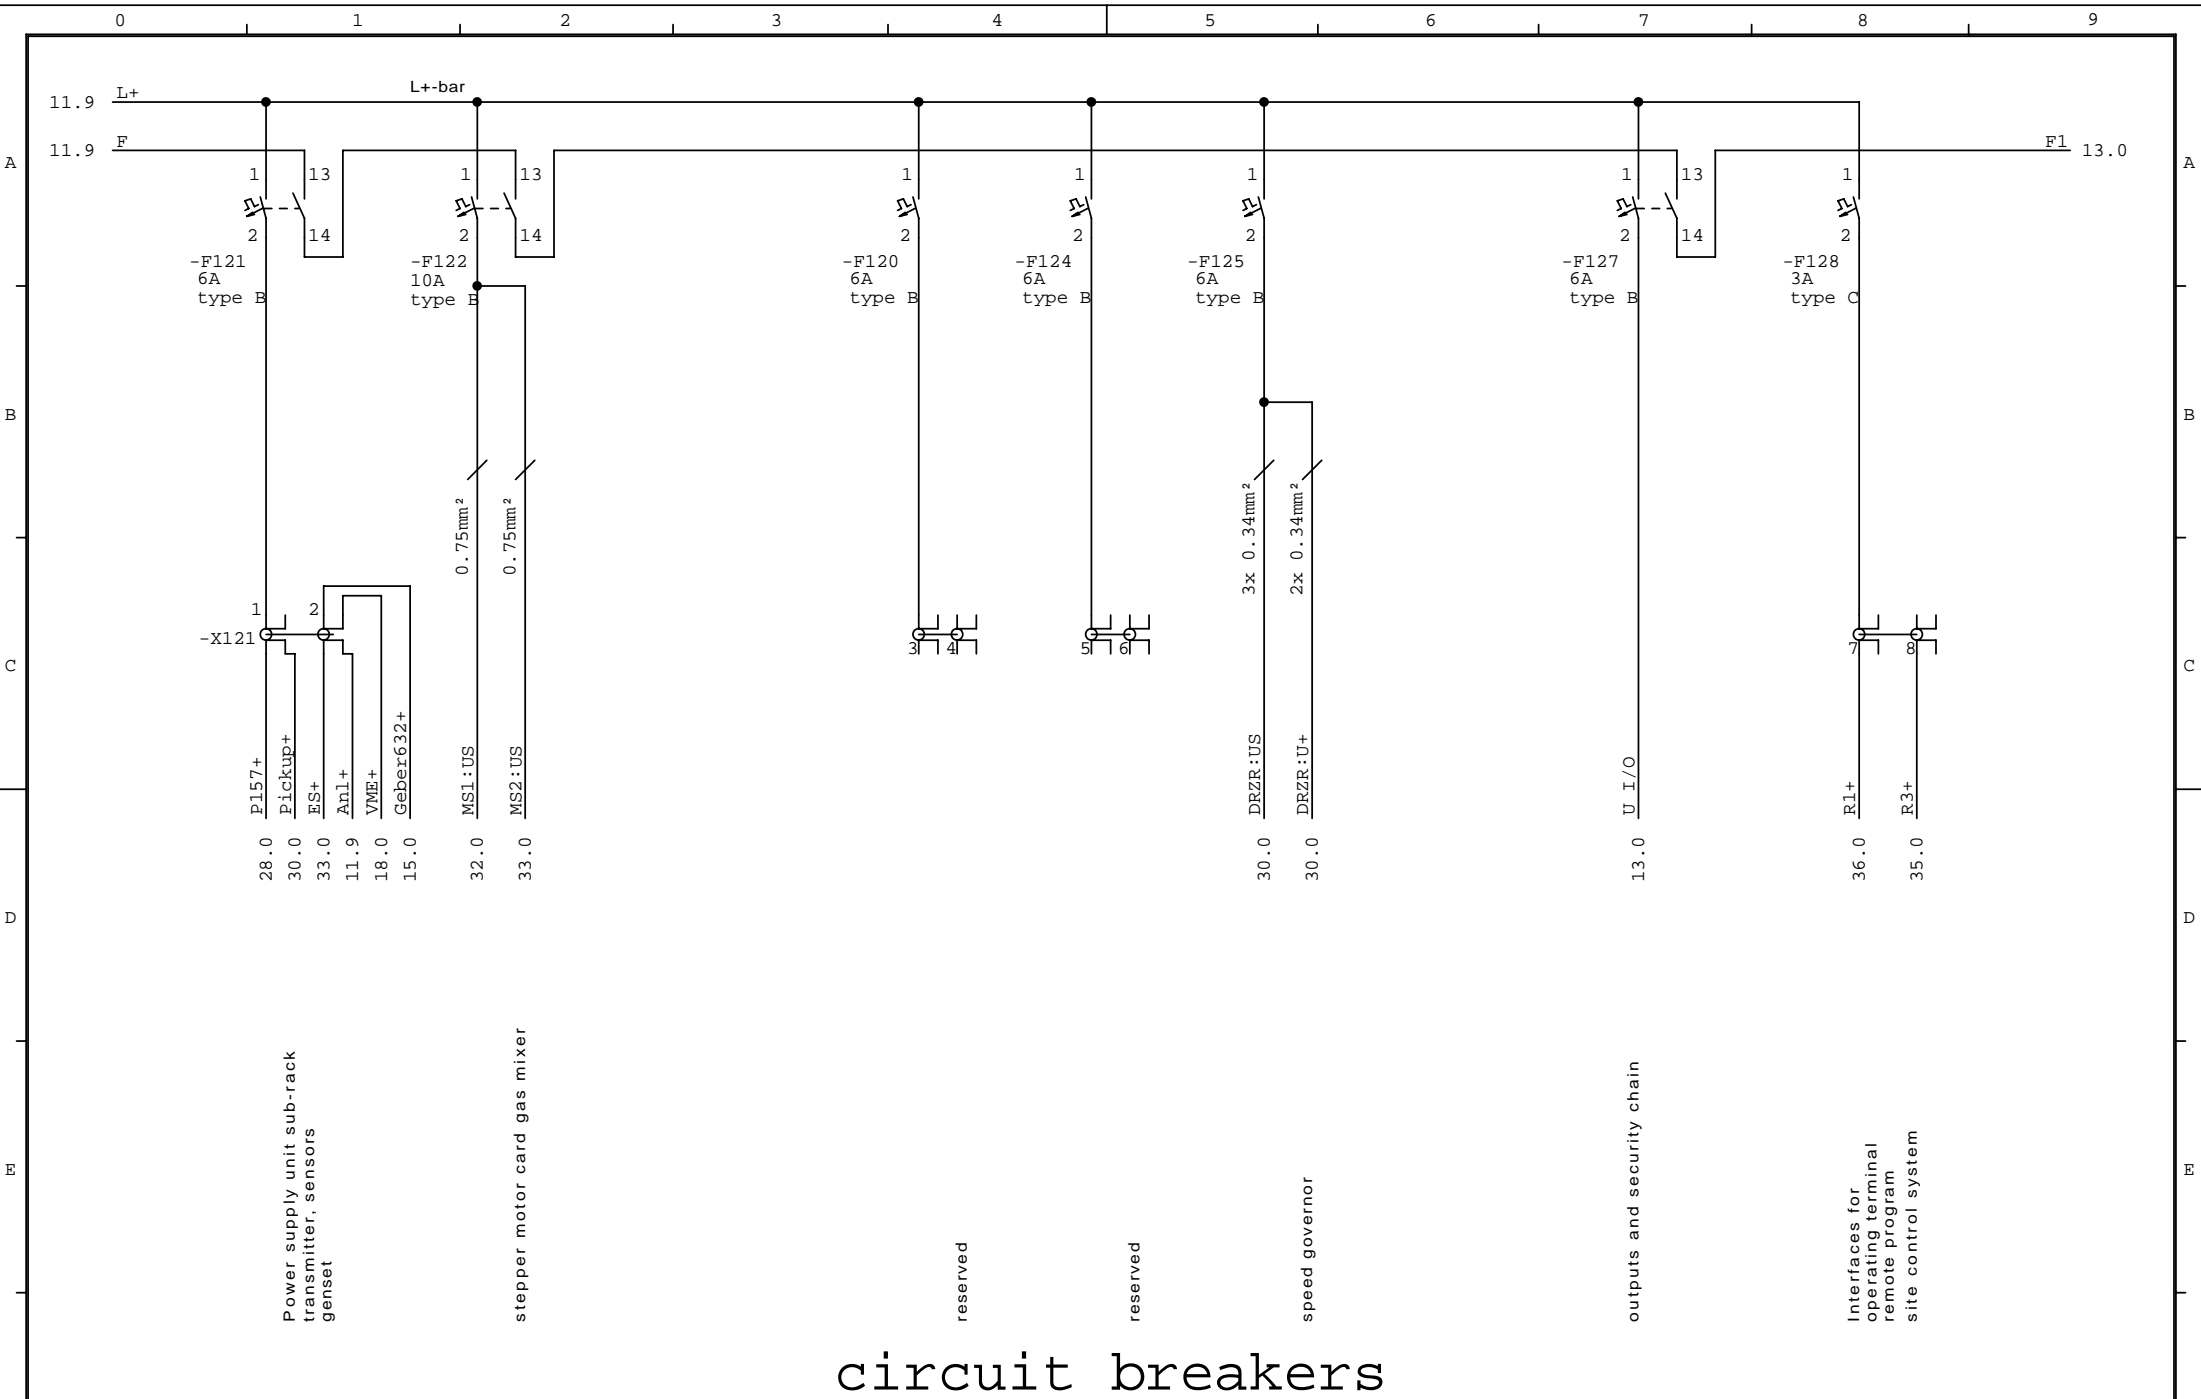 0 1 2 3 4 5 6 7 8 9
L+-bar
11.9 L+
11.9 F
F1 13.0
A A
1 13 1 13 1 1 1 1 13 1
2 14 2 14 2 2 2 2 14 2
-F121 -F122 -F120 -F124 -F125 -F127 -F128
6A 10A 6A 6A 6A 6A 3A
type B type B type B type B type B type B type C
B B
0.75mm²
0.75mm²
3x 0.34mm²
2x 0.34mm²
1 2
-X121
3 4 5 6 7 8
C C
P157+
Pickup+
ES+
Anl+
VME+
Geber632+
MS1:US
MS2:US
DRZR:US
DRZR:U+
U I/O
R1+
R3+
28.0
30.0
33.0
11.9
18.0
15.0
32.0
33.0
30.0
30.0
13.0
36.0
35.0
D D
Power supply unit sub-rack
transmitter, sensors
genset
stepper motor card gas mixer
reserved
reserved
speed governor
outputs and security chain
Interfaces for
operating terminal
remote program
site control system
E E
circuit breakers